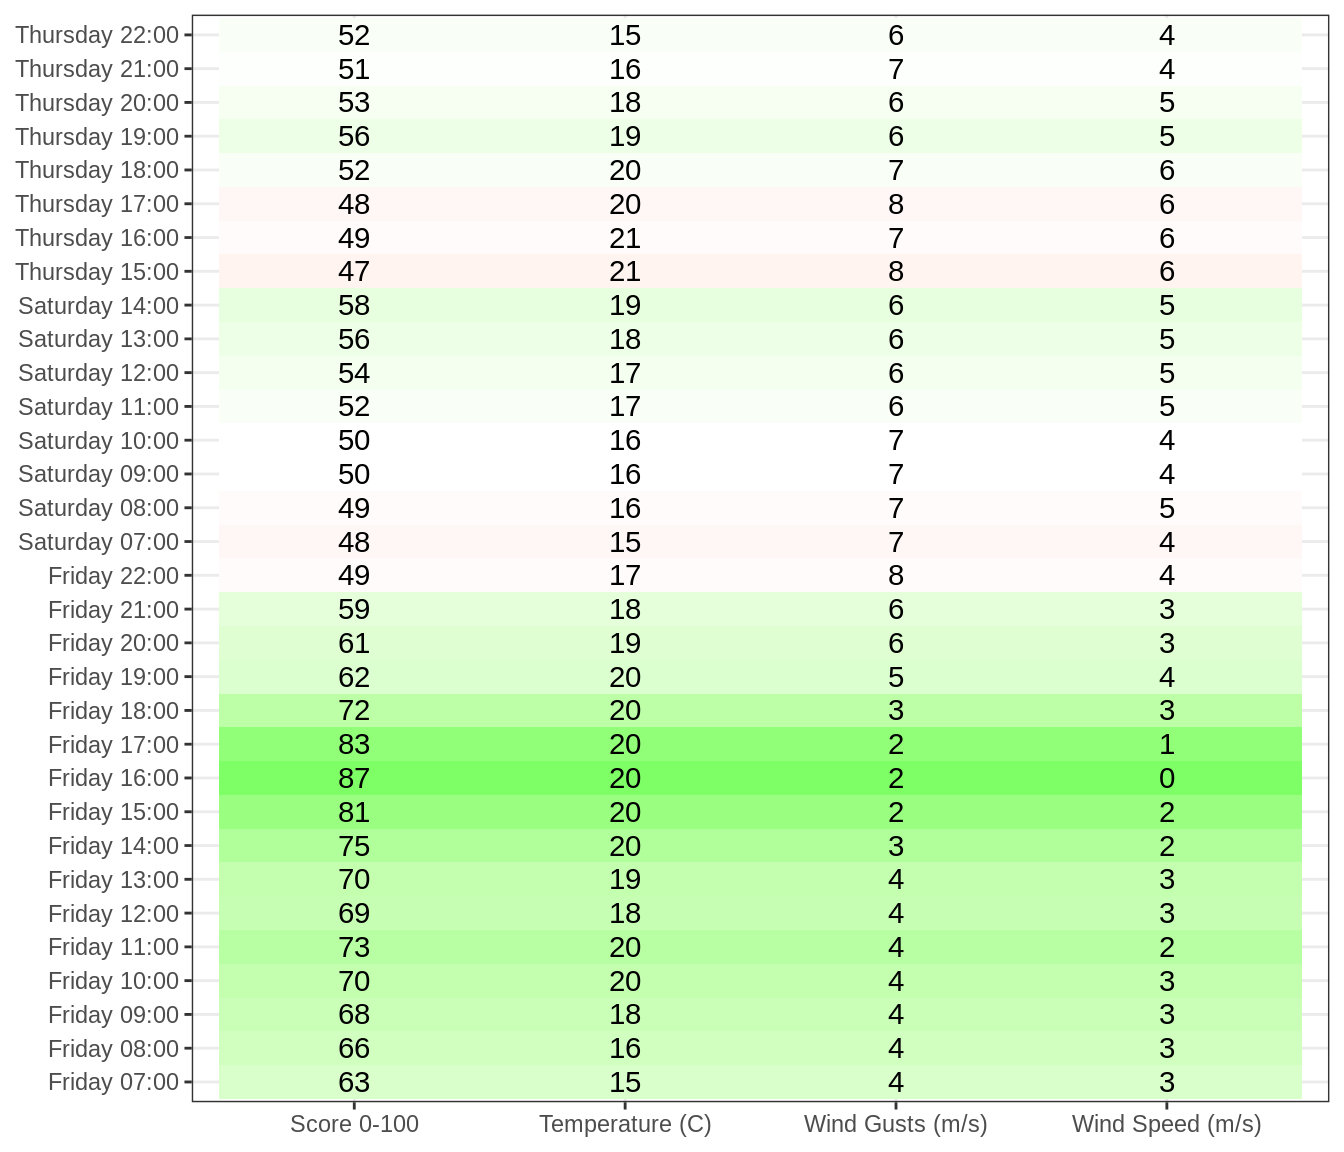 Thursday 22:00 52 15 6 4
Thursday 21:00 51 16 7 4
Thursday 20:00 53 18 6 5
Thursday 19:00 56 19 6 5
Thursday 18:00 52 20 7 6
Thursday 17:00 48 20 8 6
Thursday 16:00 49 21 7 6
Thursday 15:00 47 21 8 6
Saturday 14:00 58 19 6 5
Saturday 13:00 56 18 6 5
Saturday 12:00 54 17 6 5
Saturday 11:00 52 17 6 5
Saturday 10:00 50 16 7 4
Saturday 09:00 50 16 7 4
Saturday 08:00 49 16 7 5
Saturday 07:00 48 15 7 4
Friday 22:00 49 17 8 4
Friday 21:00 59 18 6 3
Friday 20:00 61 19 6 3
Friday 19:00 62 20 5 4
Friday 18:00 72 20 3 3
Friday 17:00 83 20 2 1
Friday 16:00 87 20 2 0
Friday 15:00 81 20 2 2
Friday 14:00 75 20 3 2
Friday 13:00 70 19 4 3
Friday 12:00 69 18 4 3
Friday 11:00 73 20 4 2
Friday 10:00 70 20 4 3
Friday 09:00 68 18 4 3
Friday 08:00 66 16 4 3
Friday 07:00 63 15 4 3
Score 0-100 Temperature (C) Wind Gusts (m/s) Wind Speed (m/s)